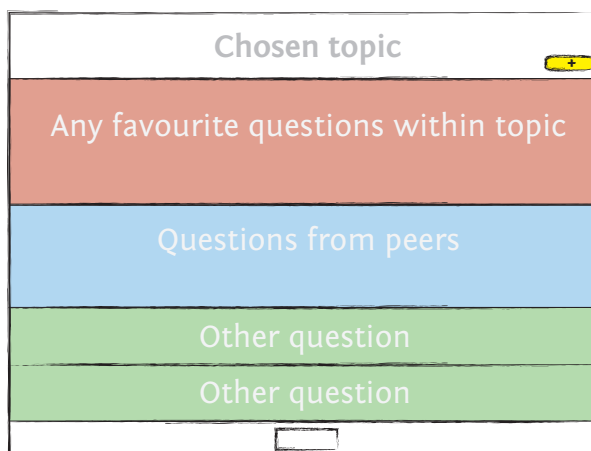 Chosen topic
+
Any favourite questions within topic
Questions from peers
Other question
Other question